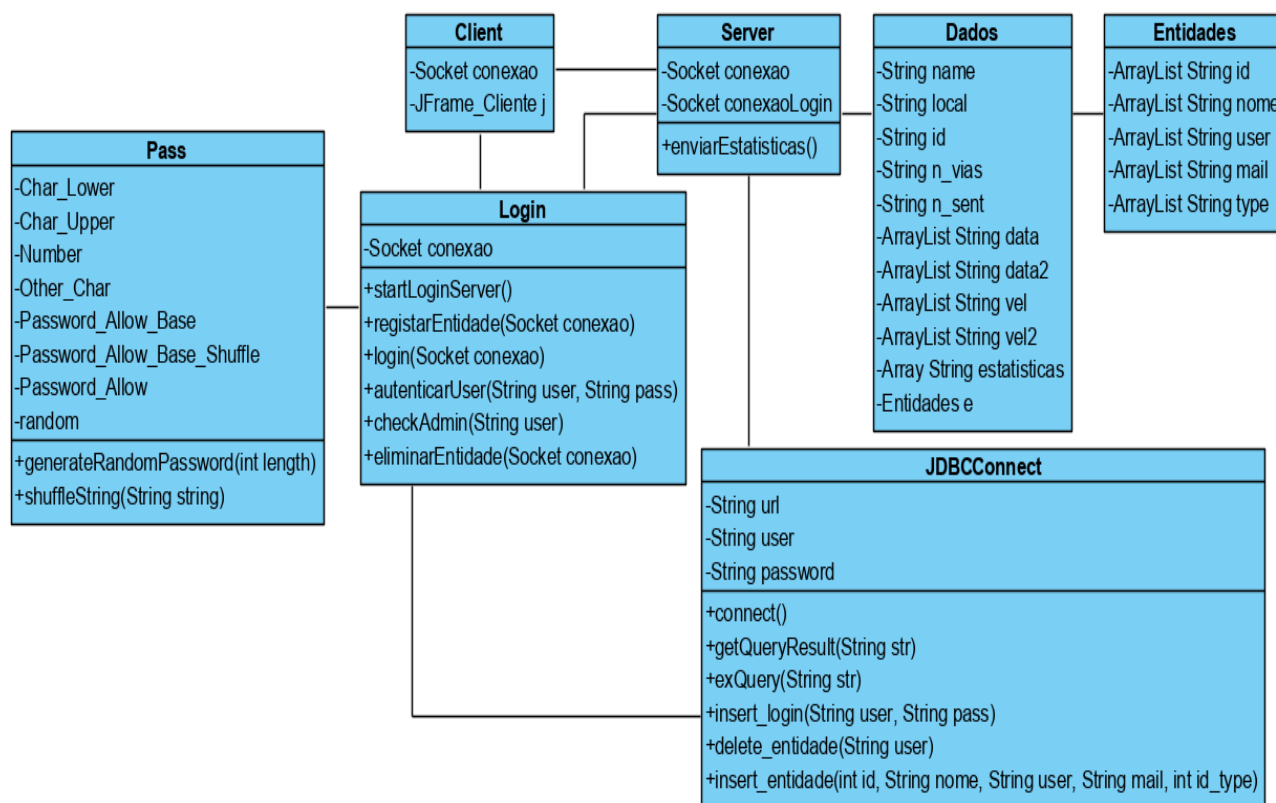 Client
-Socket conexao
-JFrame_Cliente j
Server
-Socket conexao
-Socket conexaoLogin
+enviarEstatisticas()
Dados
-String name
-String local
-String id
-String n_vias
-String n_sent
-ArrayList String data
-ArrayList String data2
-ArrayList String vel
-ArrayList String vel2
-Array String estatisticas
-Entidades e
Entidades
-ArrayList String id
-ArrayList String nome
-ArrayList String user
-ArrayList String mail
-ArrayList String type
Pass
-Char_Lower
-Char_Upper
-Number
-Other_Char
-Password_Allow_Base
-Password_Allow_Base_Shuffle
-Password_Allow
-random
+generateRandomPassword(int length)
+shuffleString(String string)
Login
-Socket conexao
+startLoginServer()
+registarEntidade(Socket conexao)
+login(Socket conexao)
+autenticarUser(String user, String pass)
+checkAdmin(String user)
+eliminarEntidade(Socket conexao)
JDBCConnect
-String url
-String user
-String password
+connect()
+getQueryResult(String str)
+exQuery(String str)
+insert_login(String user, String pass)
+delete_entidade(String user)
+insert_entidade(int id, String nome, String user, String mail, int id_type)